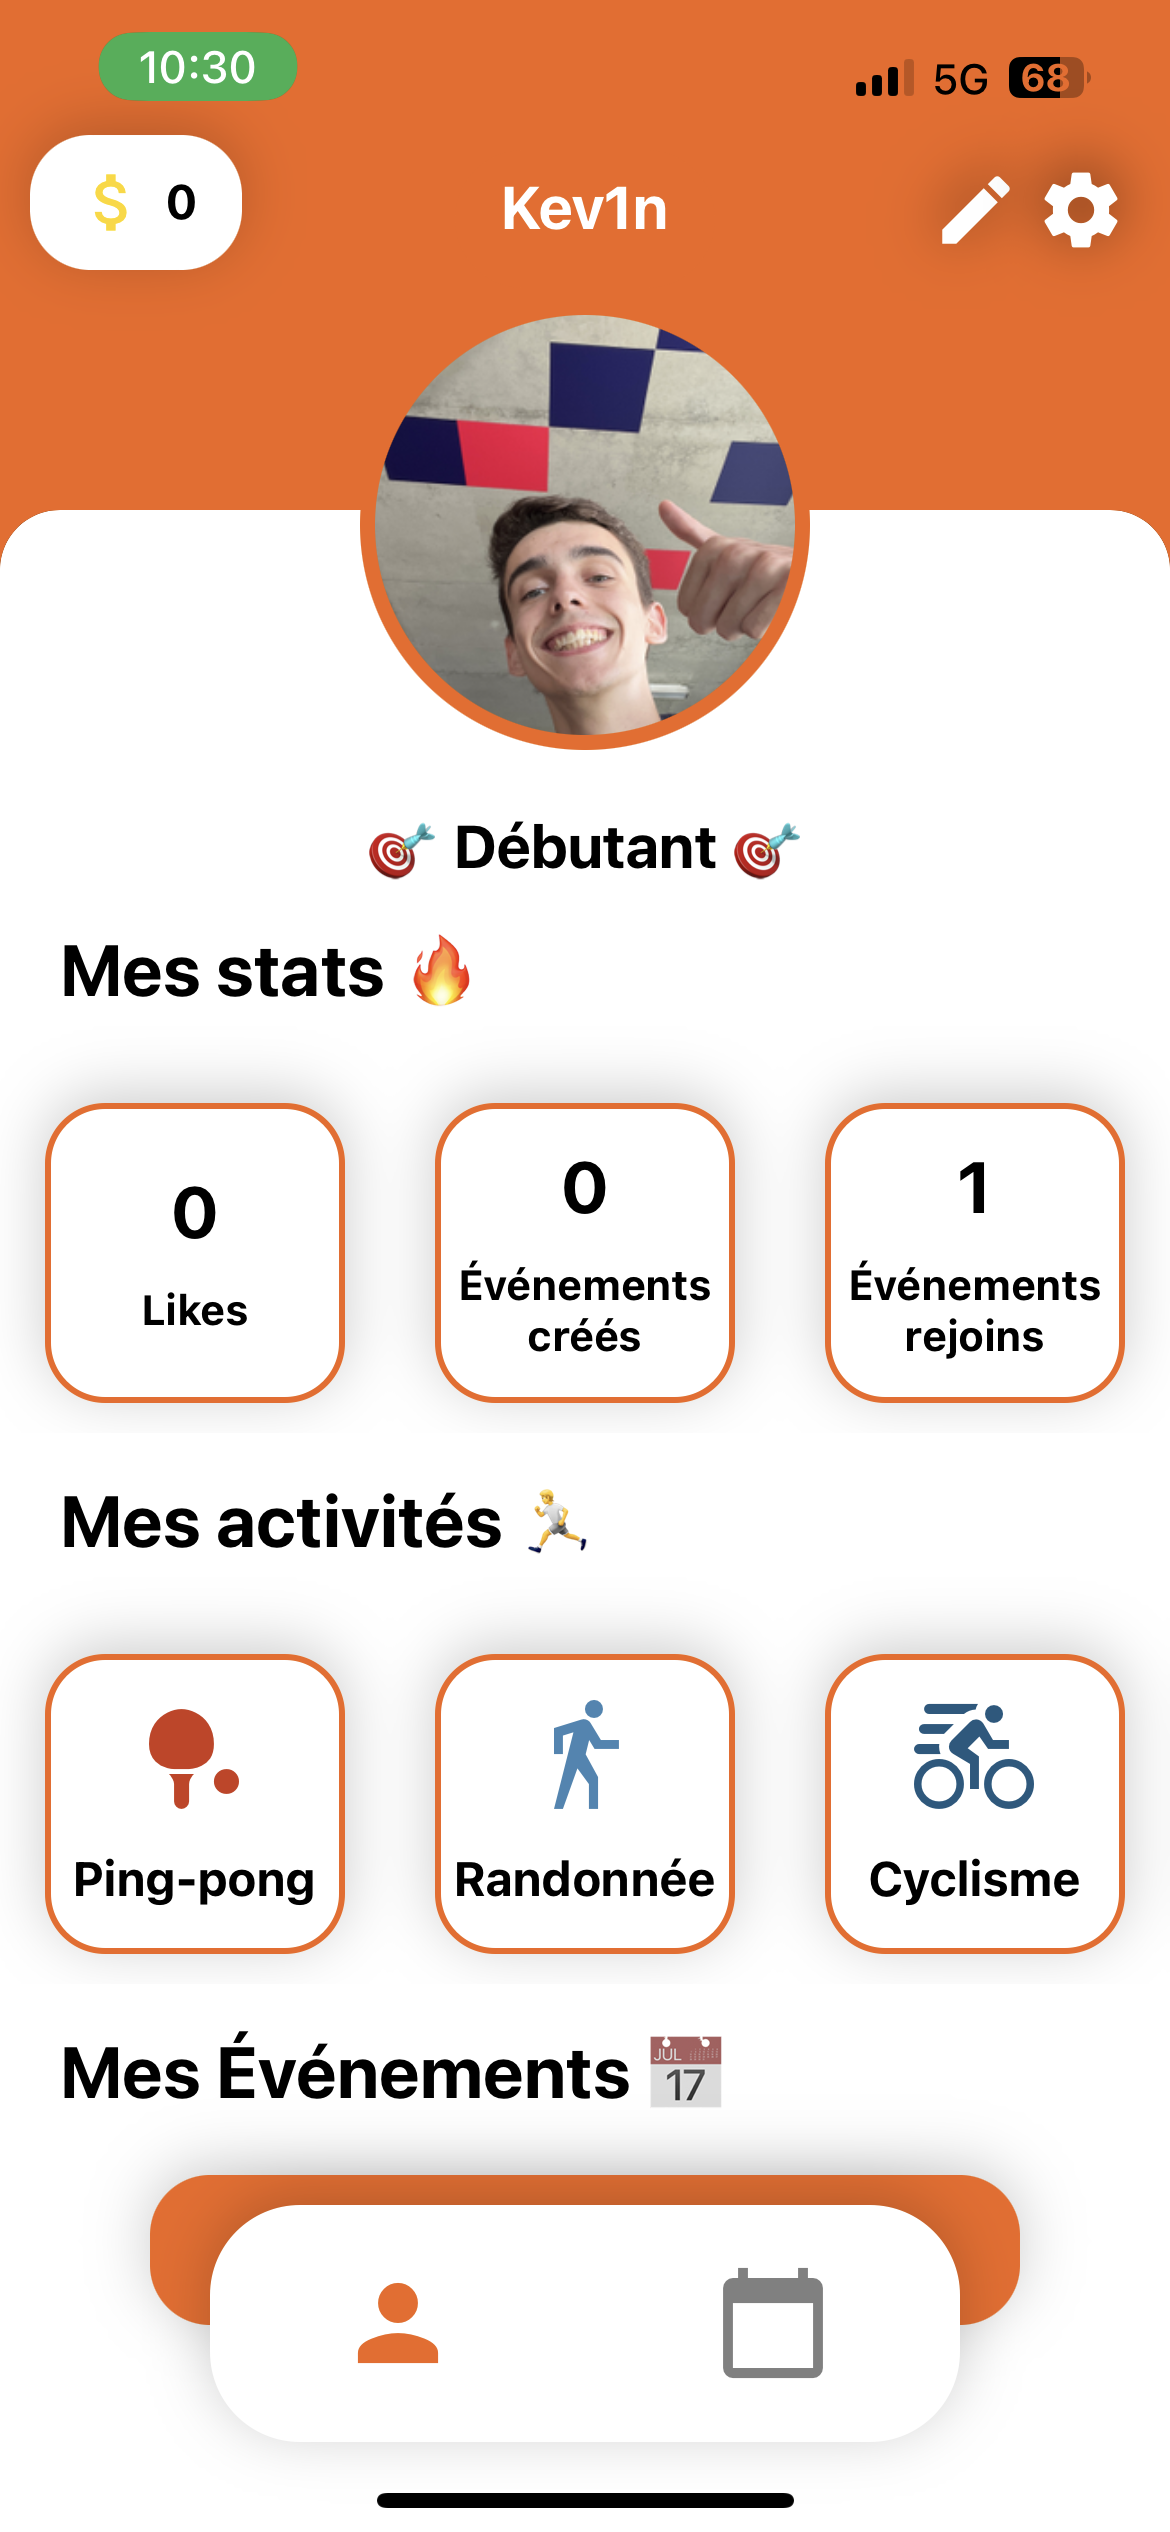 10:30
5G 68
$ 0
Kev1n
🎯 Débutant 🎯
Mes stats 🔥
0
Likes
0
Événements
créés
1
Événements
rejoins
Mes activités 🏃
Ping-pong
Randonnée
Cyclisme
Mes Événements 📅
JUL
17